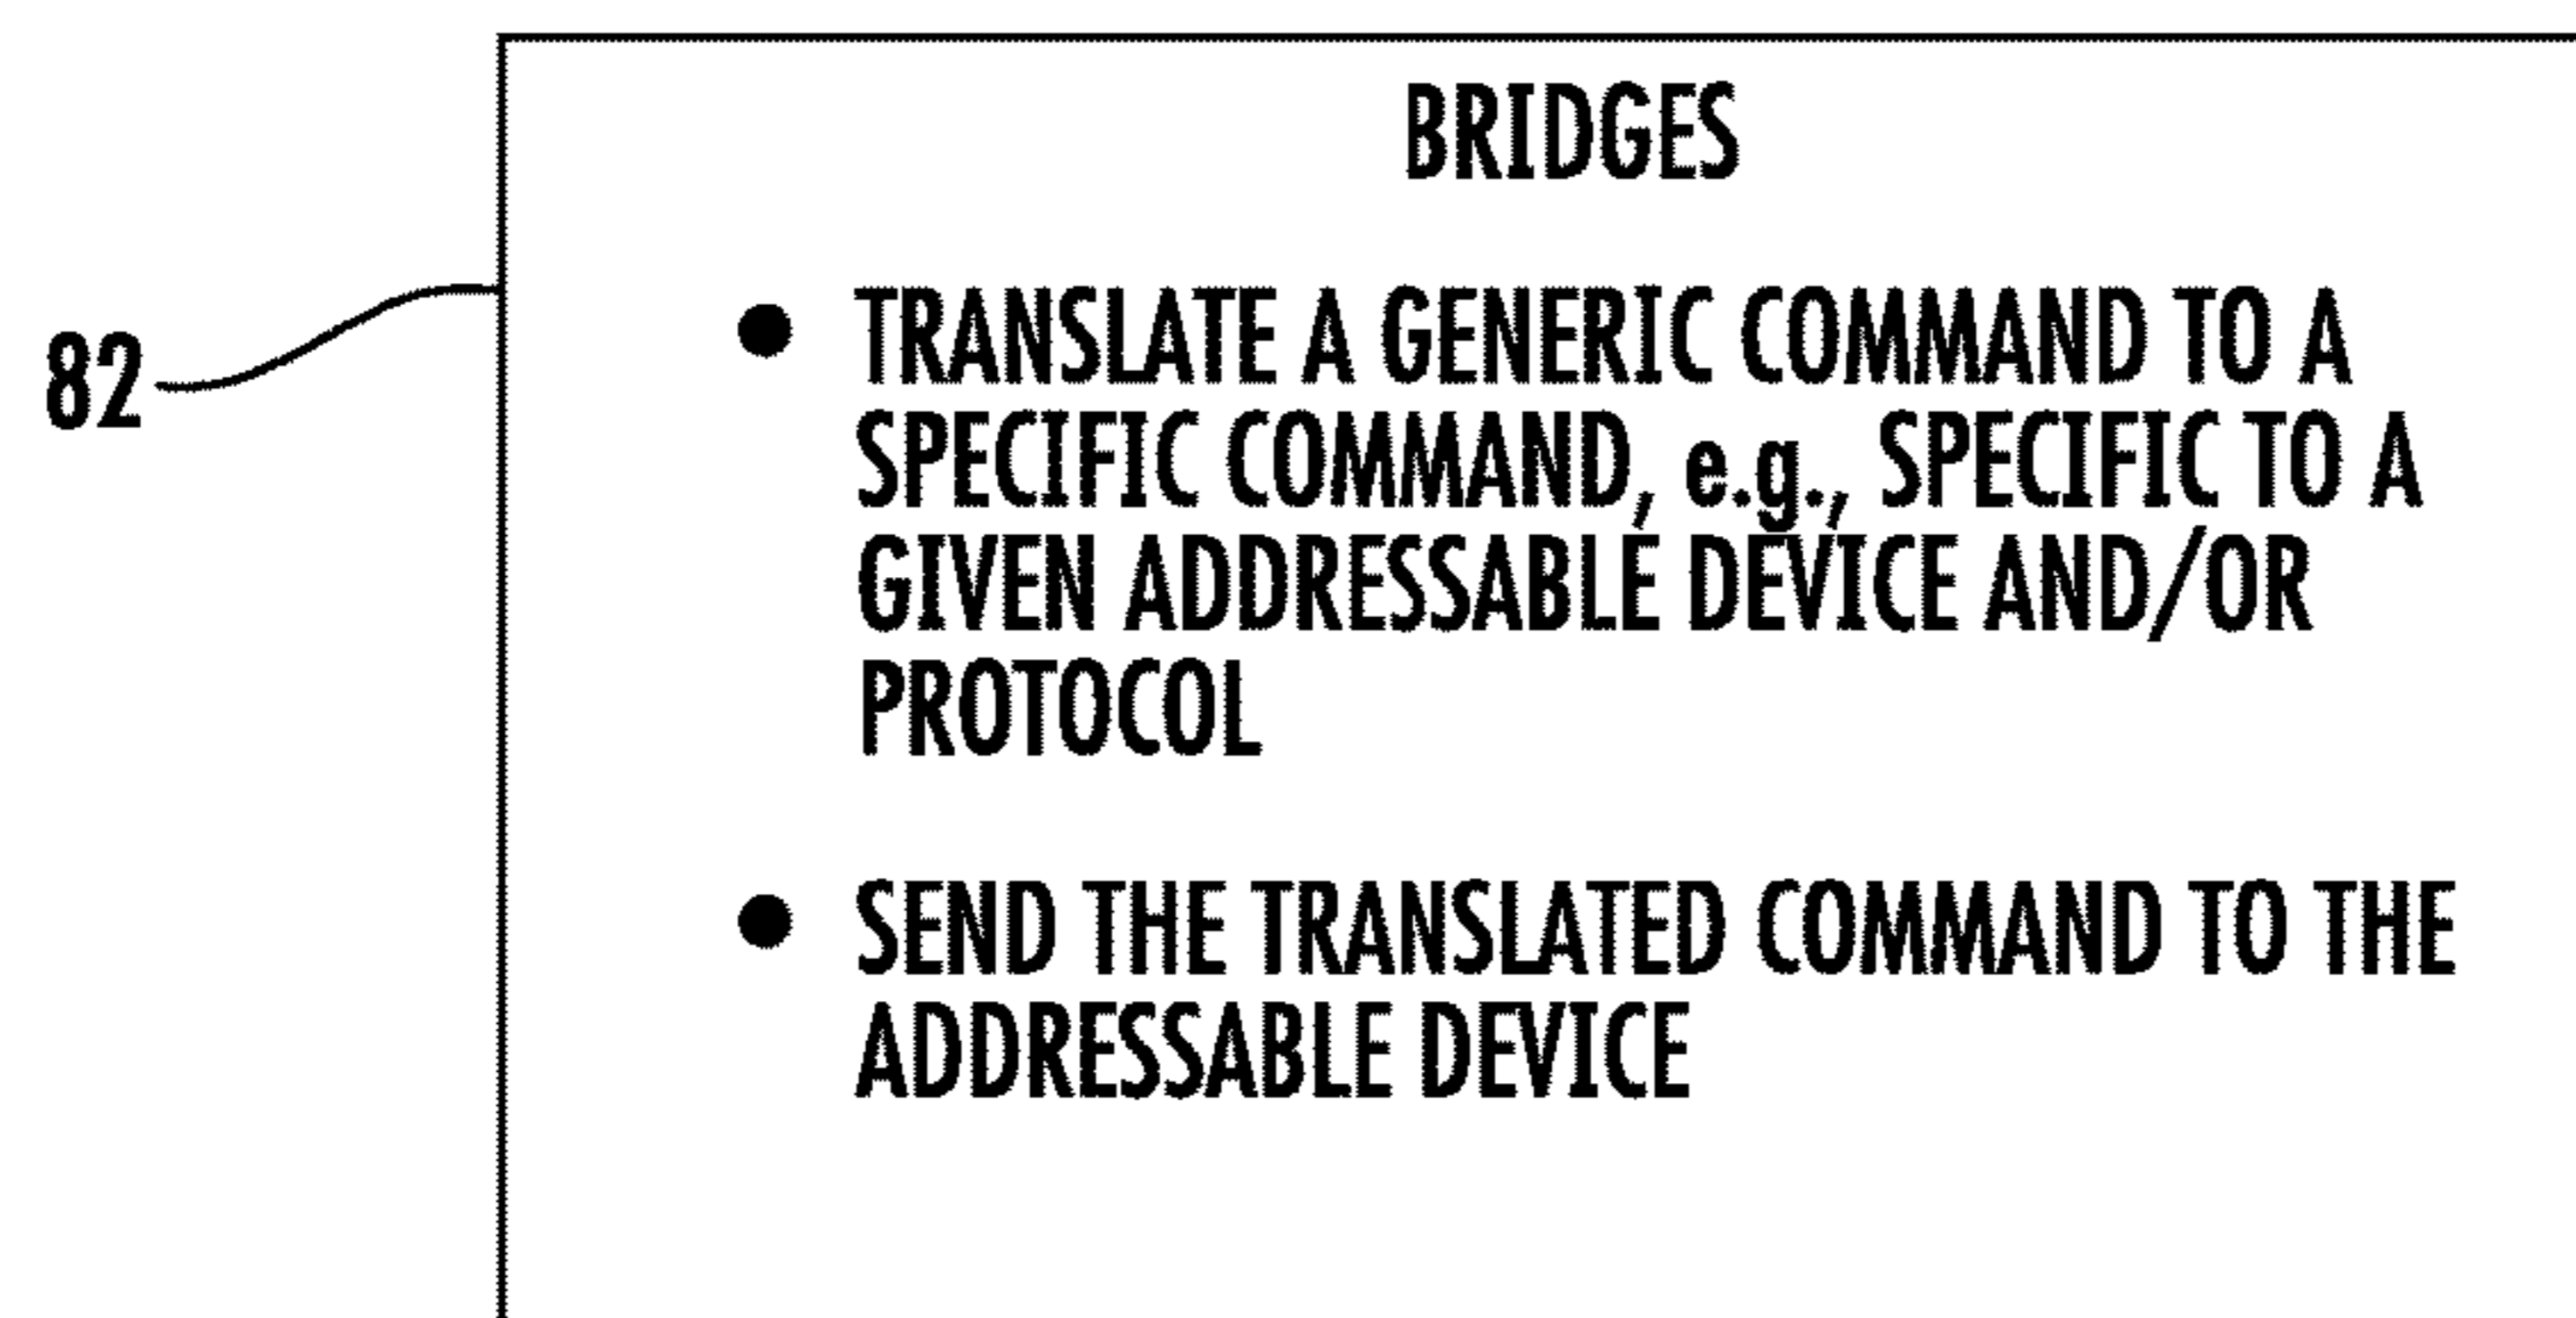 BRIDGES
● TRANSLATE A GENERIC COMMAND TO A
SPECIFIC COMMAND, e.g., SPECIFIC TO A
82
GIVEN ADDRESSABLE DEVICE AND/OR
PROTOCOL
● SEND THE TRANSLATED COMMAND TO THE
ADDRESSABLE DEVICE